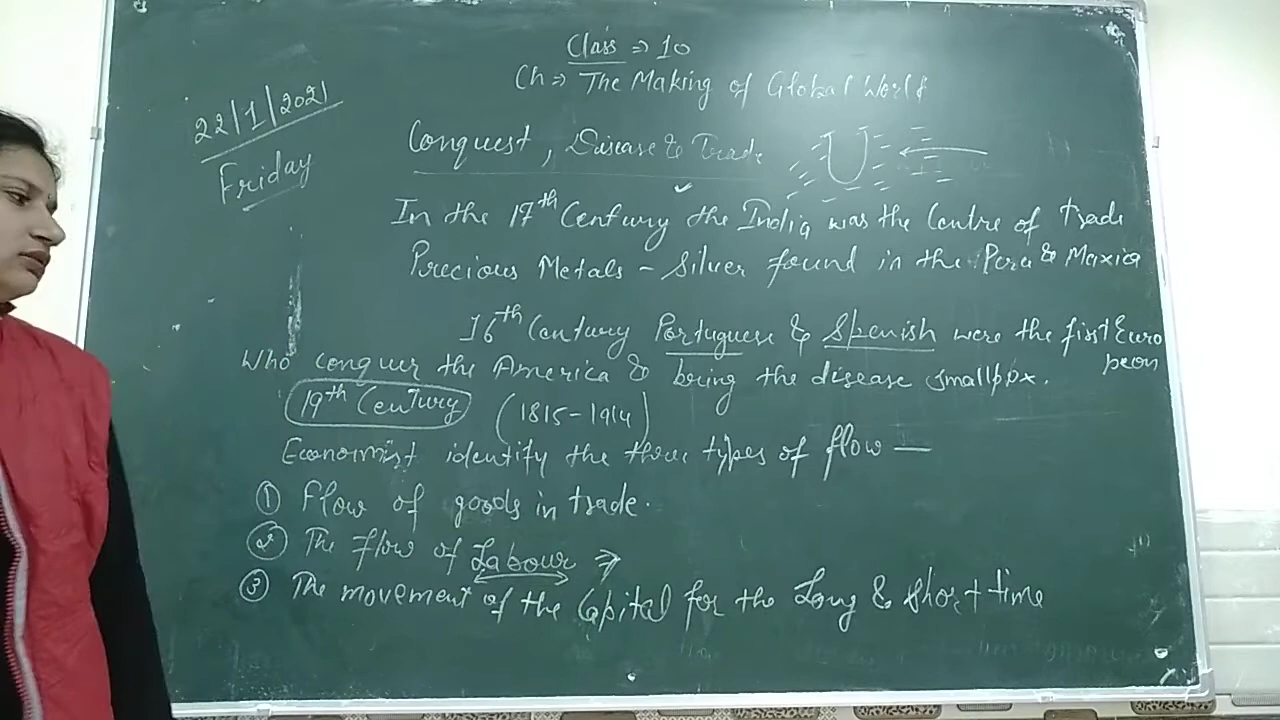 Class ⇒ 10
Ch ⇒ The Making of Global World
22/1/2021
Friday
Conquest, Disease & Trade
In the 17th Century the India was the Centre of trade
Precious Metals - Silver found in the Peru & Maxico
16th Century Portuguese & Spenish were the first Euro
pean
Who conquer the America & bring the disease smallpox.
19th Century (1815-1914)
Economist identify the three types of flow —
① Flow of goods in trade.
② The flow of Labour ⇒
③ The movement of the Capital for the Long & short time